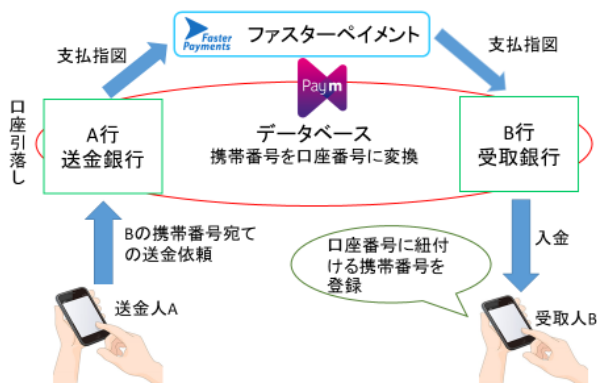 Faster
Payments
ファスターペイメント
支払指図
支払指図
Paym
口座引落し
A行
送金銀行
データベース
携帯番号を口座番号に変換
B行
受取銀行
Bの携帯番号宛て
の送金依頼
口座番号に紐付
ける携帯番号を
登録
入金
送金人A
受取人B